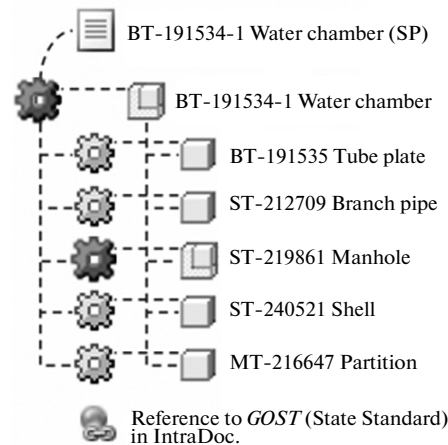 BT-191534-1 Water chamber (SP)
BT-191534-1 Water chamber
BT-191535 Tube plate
ST-212709 Branch pipe
ST-219861 Manhole
ST-240521 Shell
MT-216647 Partition
Reference to GOST (State Standard)
in IntraDoc.